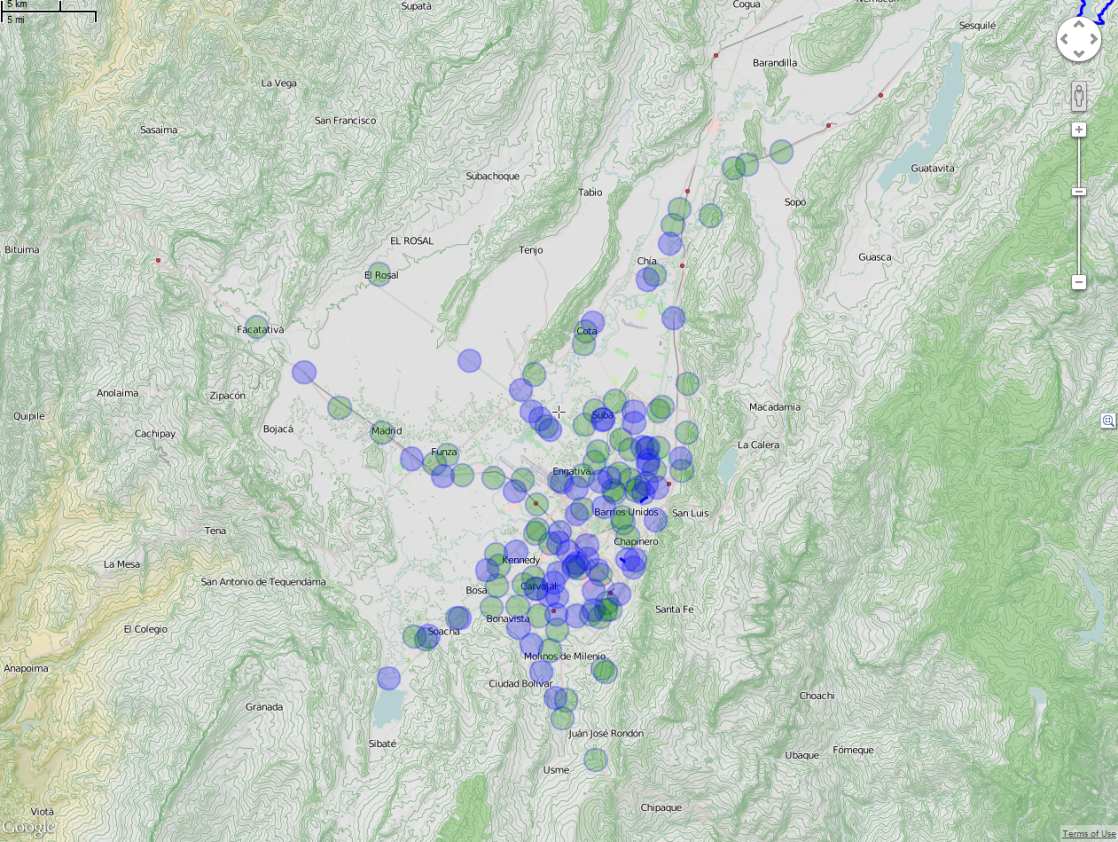 5 km
5 mi
Supatá
Cogua
Nemocón
Sesquilé
Barandilla
La Vega
San Francisco
Sasaima
Subachoque
Tabio
Guatavita
Sopó
Bituima
EL ROSAL
Tenjo
Guasca
Chía
El Rosal
Facatativá
Cota
Anolaima
Zipacón
Macadamia
Quipile
Suba
Cachipay
Bojacá
Madrid
La Calera
Funza
Engativa
Barrios Unidos
San Luis
Tena
Chapinero
La Mesa
Kennedy
San Antonio de Tequendama
Bosa
Carvajal
Santa Fe
Bonavista
El Colegio
Soacha
Molinos de Milenio
Anapoima
Ciudad Bolívar
Choachi
Granada
Juán José Rondón
Sibaté
Ubaque
Fómeque
Usme
Chipaque
Viotá
Google
Terms of Use